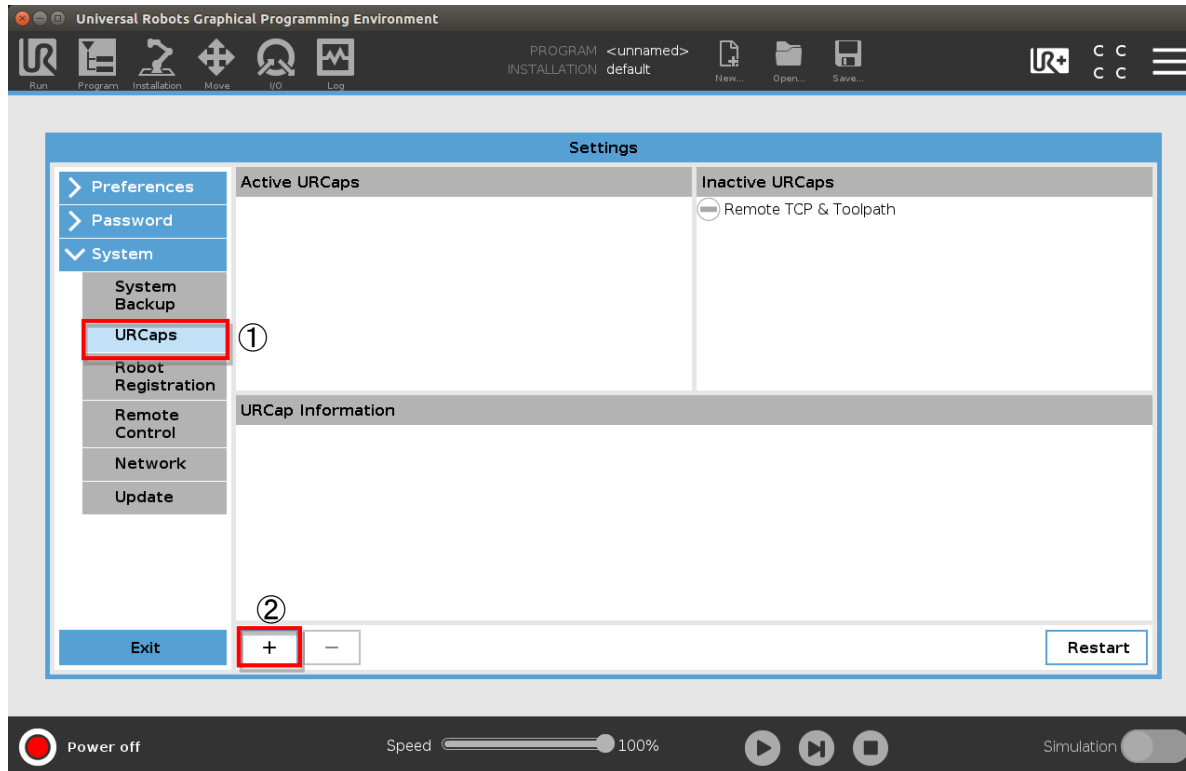 Universal Robots Graphical Programming Environment
PROGRAM <unnamed>
INSTALLATION default
UR
UR+
C C
C C
Run
Program
Installation
Move
I/O
Log
New...
Open...
Save...
Settings
Preferences
Password
System
System
Backup
URCaps
①
Robot
Registration
Remote
Control
Network
Update
Exit
Active URCaps
Inactive URCaps
Remote TCP & Toolpath
URCap Information
②
+
−
Restart
Power off
Speed
100%
Simulation